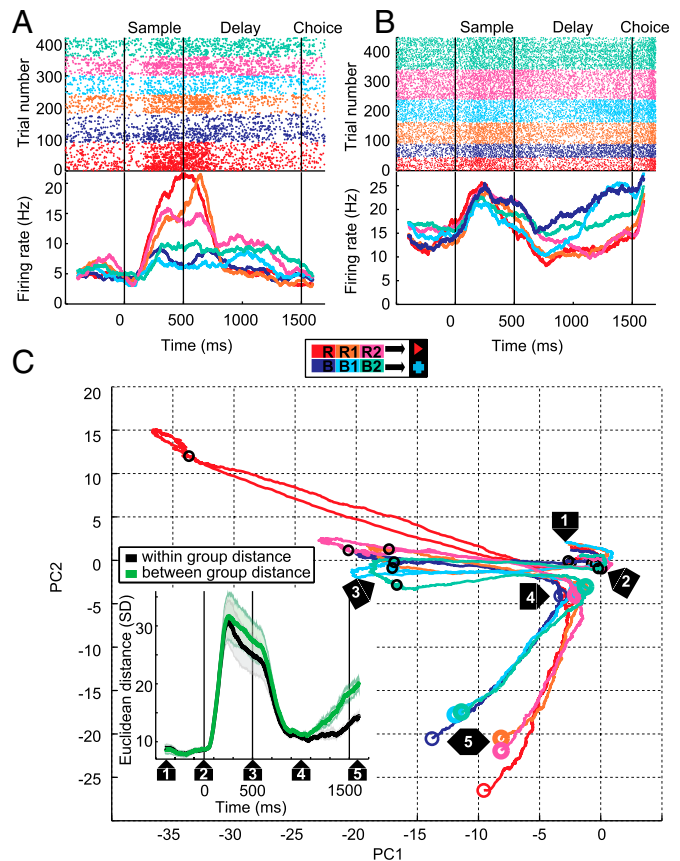 A
B
Sample Delay Choice
Sample Delay Choice
Trial number
400
300
200
100
0
Trial number
400
300
200
100
0
Firing rate (Hz)
20
15
10
5
0
Firing rate (Hz)
25
20
15
10
5
0
0 500 1000 1500
Time (ms)
0 500 1000 1500
Time (ms)
R R1 R2
B B1 B2
C
PC2
20
15
10
5
0
-5
-10
-15
-20
-25
-35 -30 -25 -20 -15 -10 -5 0
PC1
1
2
3
4
5
within group distance
between group distance
Euclidean distance (SD)
30
20
10
1 2 3 4 5
0 500 1500
Time (ms)